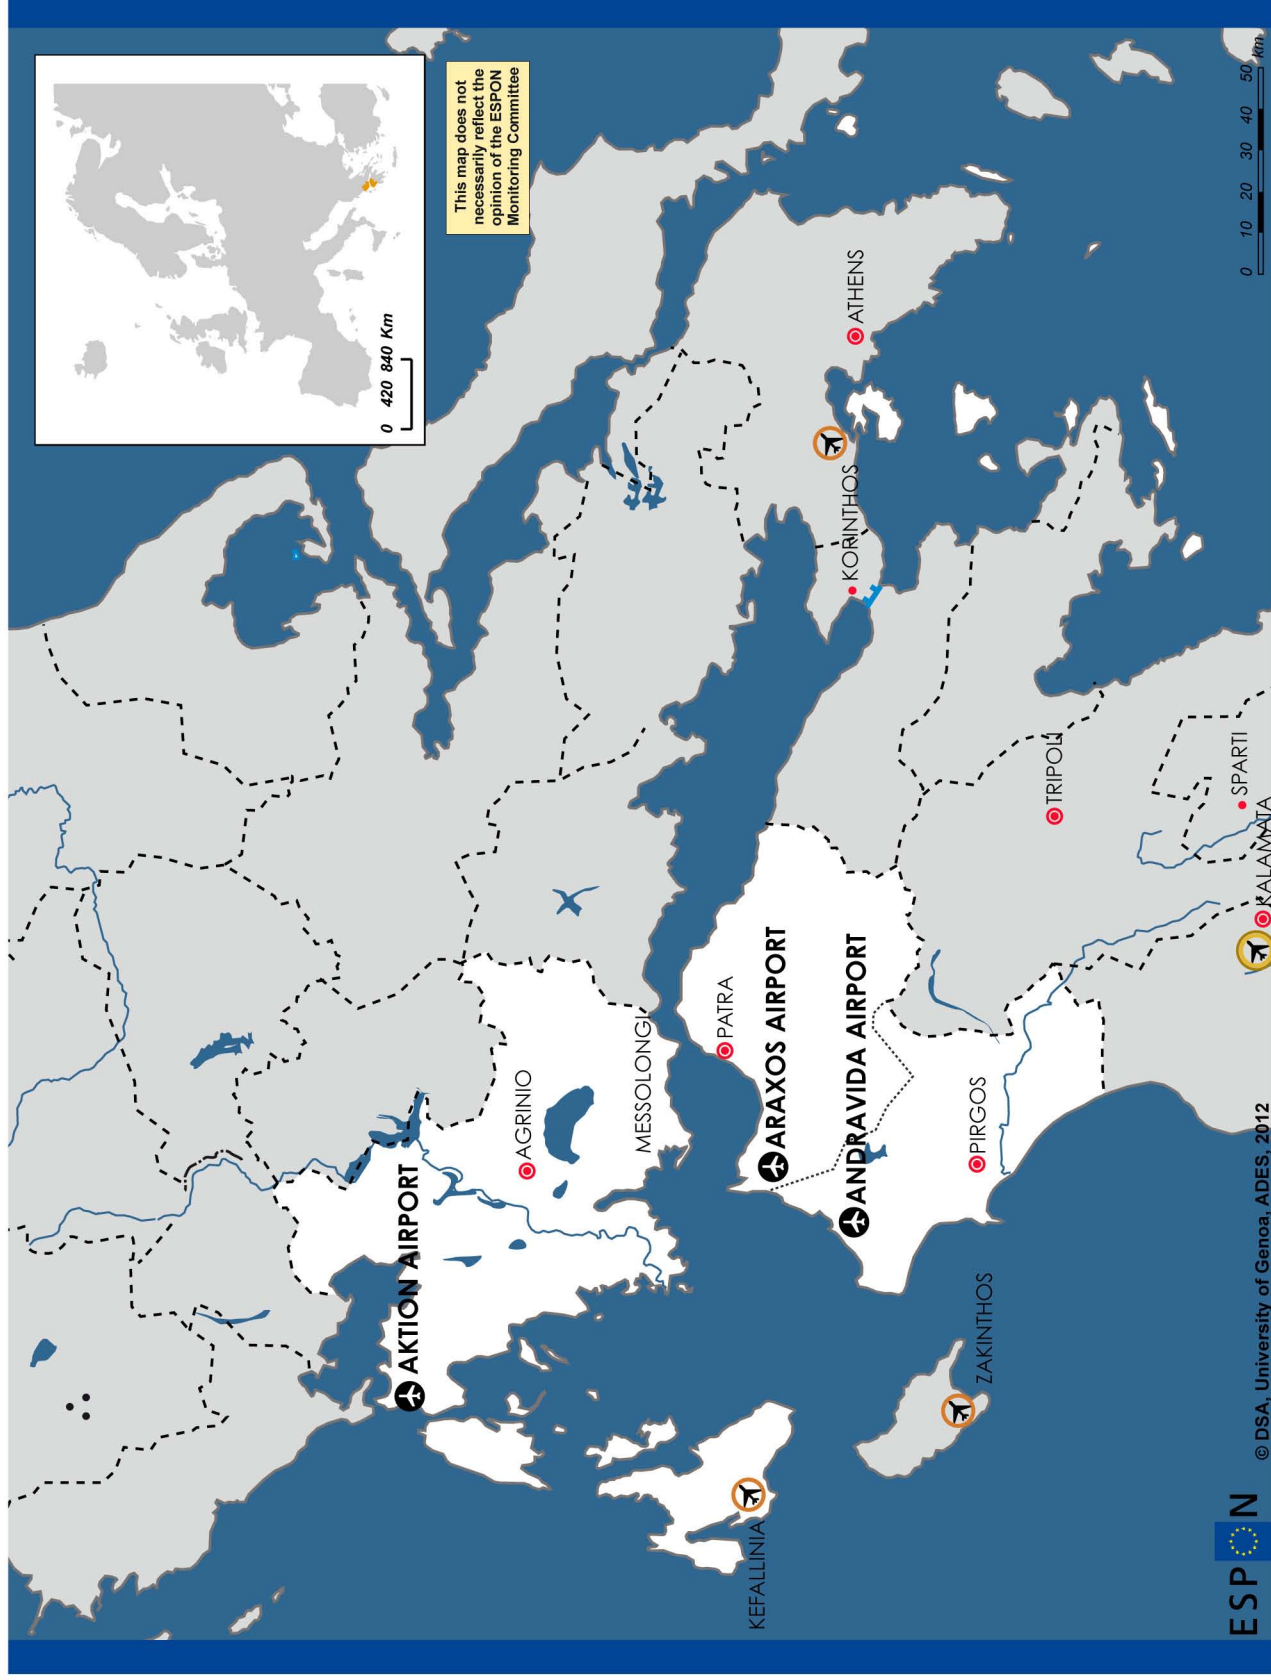 This map does not
necessarily reflect the
opinion of the ESPON
Monitoring Committee
0 420 840 Km
AKTION AIRPORT
AGRINIO
MESSOLONGI
PATRA
ARAXOS AIRPORT
ANDRAVIDA AIRPORT
PIRGOS
KEFALLINIA
ZAKINTHOS
ATHENS
KORINTHOS
TRIPOLI
SPARTI
KALAMATA
ESPON
© DSA, University of Genoa, ADES, 2012
0 10 20 30 40 50 km